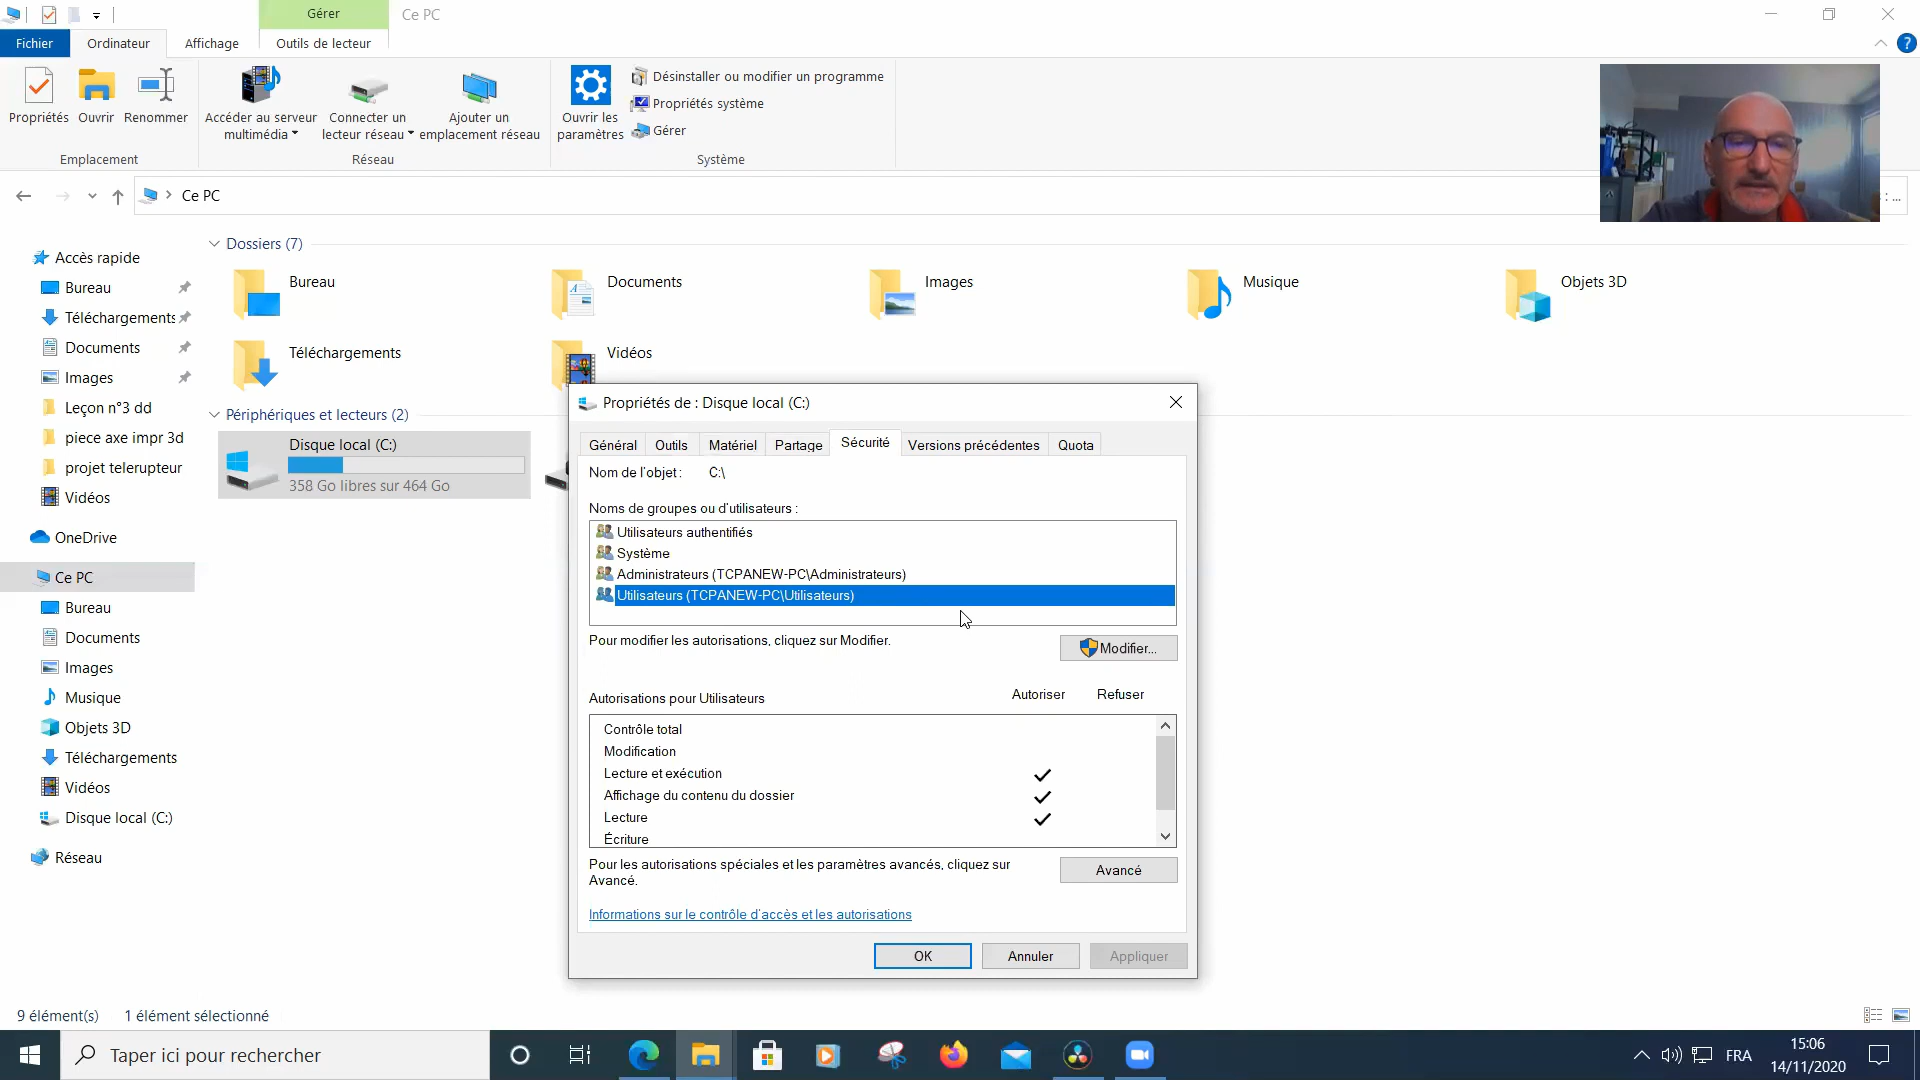 Gérer
Ce PC
Fichier
Ordinateur
Affichage
Outils de lecteur
Propriétés
Ouvrir
Renommer
Accéder au serveur
multimédia
Connecter un
lecteur réseau
Ajouter un
emplacement réseau
Ouvrir les
paramètres
Désinstaller ou modifier un programme
Propriétés système
Gérer
Emplacement
Réseau
Système
Ce PC
: ...
Accès rapide
Bureau
Téléchargements
Documents
Images
Leçon n°3 dd
piece axe impr 3d
projet telerupteur
Vidéos
OneDrive
Ce PC
Bureau
Documents
Images
Musique
Objets 3D
Téléchargements
Vidéos
Disque local (C:)
Réseau
Dossiers (7)
Bureau
Documents
Images
Musique
Objets 3D
Téléchargements
Vidéos
Périphériques et lecteurs (2)
Disque local (C:)
358 Go libres sur 464 Go
Propriétés de : Disque local (C:)
Général
Outils
Matériel
Partage
Sécurité
Versions précédentes
Quota
Nom de l'objet : C:\
Noms de groupes ou d'utilisateurs :
Utilisateurs authentifiés
Système
Administrateurs (TCPANEW-PC\Administrateurs)
Utilisateurs (TCPANEW-PC\Utilisateurs)
Pour modifier les autorisations, cliquez sur Modifier.
Modifier...
Autorisations pour Utilisateurs
Autoriser
Refuser
Contrôle total
Modification
Lecture et exécution
Affichage du contenu du dossier
Lecture
Écriture
Pour les autorisations spéciales et les paramètres avancés, cliquez sur
Avancé.
Avancé
Informations sur le contrôle d'accès et les autorisations
OK
Annuler
Appliquer
9 élément(s)
1 élément sélectionné
Taper ici pour rechercher
FRA
15:06
14/11/2020